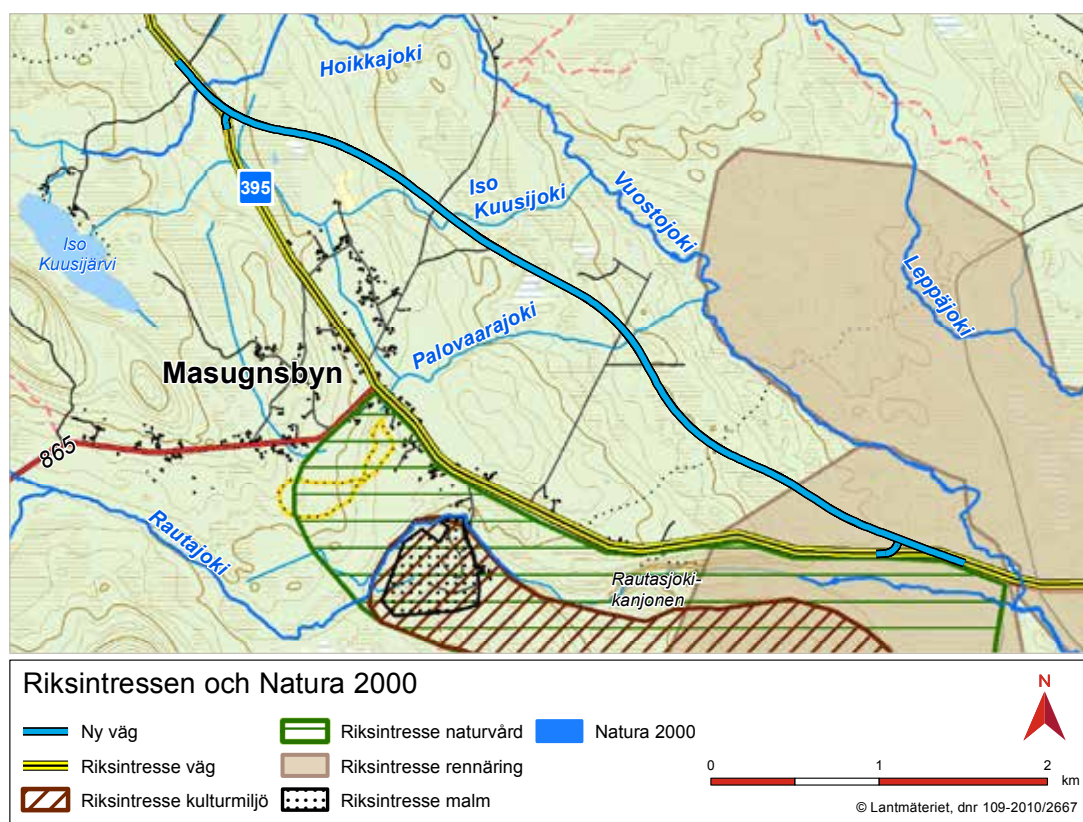 Hoikkajoki
395
Iso
Kuusijoki
Vuostojoki
Iso
Kuusijärvi
Leppäjoki
Palovaarajoki
Masugnsbyn
865
Rautajoki
Rautasjoki-
kanjonen
Riksintressen och Natura 2000
Ny väg
Riksintresse naturvård
Natura 2000
Riksintresse väg
Riksintresse rennäring
Riksintresse kulturmiljö
Riksintresse malm
N
0 1 2
km
© Lantmäteriet, dnr 109-2010/2667